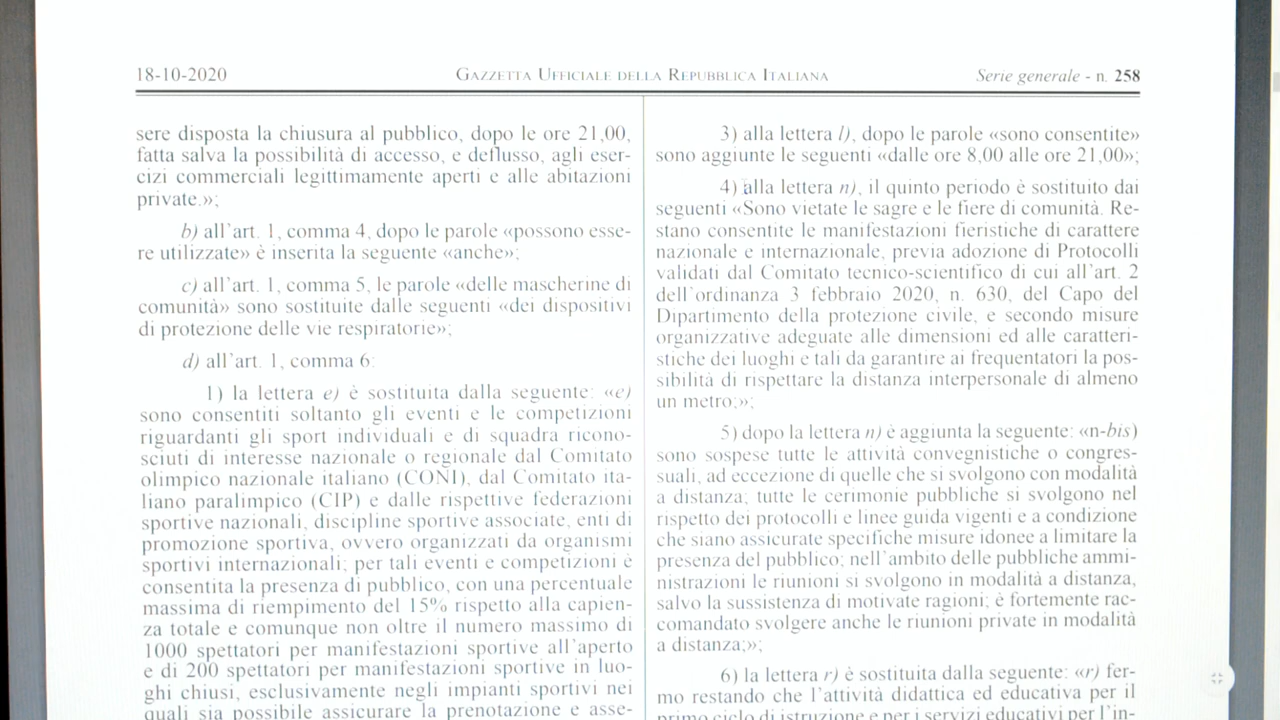 18-10-2020
GAZZETTA UFFICIALE DELLA REPUBBLICA ITALIANA
Serie generale - n. 258
sere disposta la chiusura al pubblico, dopo le ore 21,00,
fatta salva la possibilità di accesso, e deflusso, agli eser-
cizi commerciali legittimamente aperti e alle abitazioni
private.»;
b) all'art. 1, comma 4, dopo le parole «possono esse-
re utilizzate» è inserita la seguente «anche»;
c) all'art. 1, comma 5, le parole «delle mascherine di
comunità» sono sostituite dalle seguenti «dei dispositivi
di protezione delle vie respiratorie»;
d) all'art. 1, comma 6:
1) la lettera e) è sostituita dalla seguente: «e)
sono consentiti soltanto gli eventi e le competizioni
riguardanti gli sport individuali e di squadra ricono-
sciuti di interesse nazionale o regionale dal Comitato
olimpico nazionale italiano (CONI), dal Comitato ita-
liano paralimpico (CIP) e dalle rispettive federazioni
sportive nazionali, discipline sportive associate, enti di
promozione sportiva, ovvero organizzati da organismi
sportivi internazionali; per tali eventi e competizioni è
consentita la presenza di pubblico, con una percentuale
massima di riempimento del 15% rispetto alla capien-
za totale e comunque non oltre il numero massimo di
1000 spettatori per manifestazioni sportive all'aperto
e di 200 spettatori per manifestazioni sportive in luo-
ghi chiusi, esclusivamente negli impianti sportivi nei
quali sia possibile assicurare la prenotazione e asse-
3) alla lettera l), dopo le parole «sono consentite»
sono aggiunte le seguenti «dalle ore 8,00 alle ore 21,00»;
4) alla lettera n), il quinto periodo è sostituito dai
seguenti «Sono vietate le sagre e le fiere di comunità. Re-
stano consentite le manifestazioni fieristiche di carattere
nazionale e internazionale, previa adozione di Protocolli
validati dal Comitato tecnico-scientifico di cui all'art. 2
dell'ordinanza 3 febbraio 2020, n. 630, del Capo del
Dipartimento della protezione civile, e secondo misure
organizzative adeguate alle dimensioni ed alle caratteri-
stiche dei luoghi e tali da garantire ai frequentatori la pos-
sibilità di rispettare la distanza interpersonale di almeno
un metro;»;
5) dopo la lettera n) è aggiunta la seguente: «n-bis)
sono sospese tutte le attività convegnistiche o congres-
suali, ad eccezione di quelle che si svolgono con modalità
a distanza; tutte le cerimonie pubbliche si svolgono nel
rispetto dei protocolli e linee guida vigenti e a condizione
che siano assicurate specifiche misure idonee a limitare la
presenza del pubblico; nell'ambito delle pubbliche ammi-
nistrazioni le riunioni si svolgono in modalità a distanza,
salvo la sussistenza di motivate ragioni; è fortemente rac-
comandato svolgere anche le riunioni private in modalità
a distanza;»;
6) la lettera r) è sostituita dalla seguente: «r) fer-
mo restando che l'attività didattica ed educativa per il
primo ciclo di istruzione e per i servizi educativi per l'in-